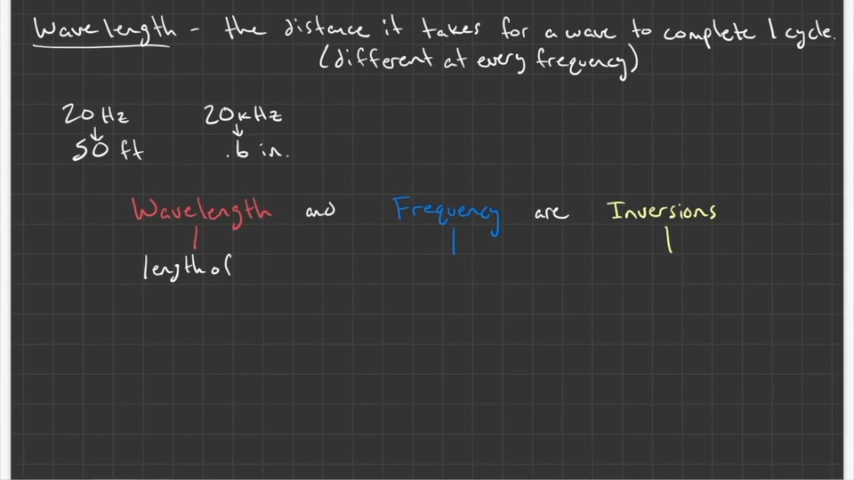 Wavelength - the distance it takes for a wave to complete 1 cycle.
(different at every frequency)
20 Hz 20 KHz
50 ft .6 in.
Wavelength and Frequency are Inversions
length of